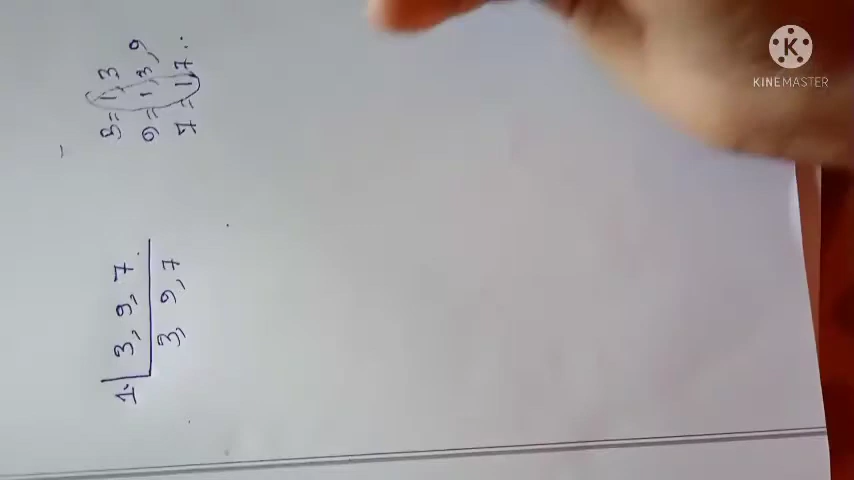 3 = 1, 3
9 = 1, 3, 9
7 = 1, 7.
1. 3, 9, 7.
3, 9, 7
K
KINEMASTER